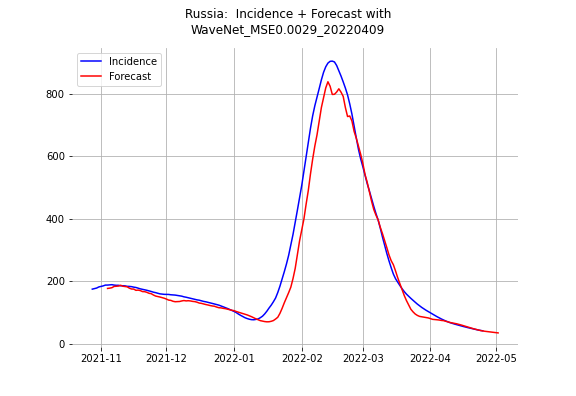 Russia:  Incidence + Forecast with
WaveNet_MSE0.0029_20220409
Incidence
Forecast
800
600
400
200
0
2021-11 2021-12 2022-01 2022-02 2022-03 2022-04 2022-05